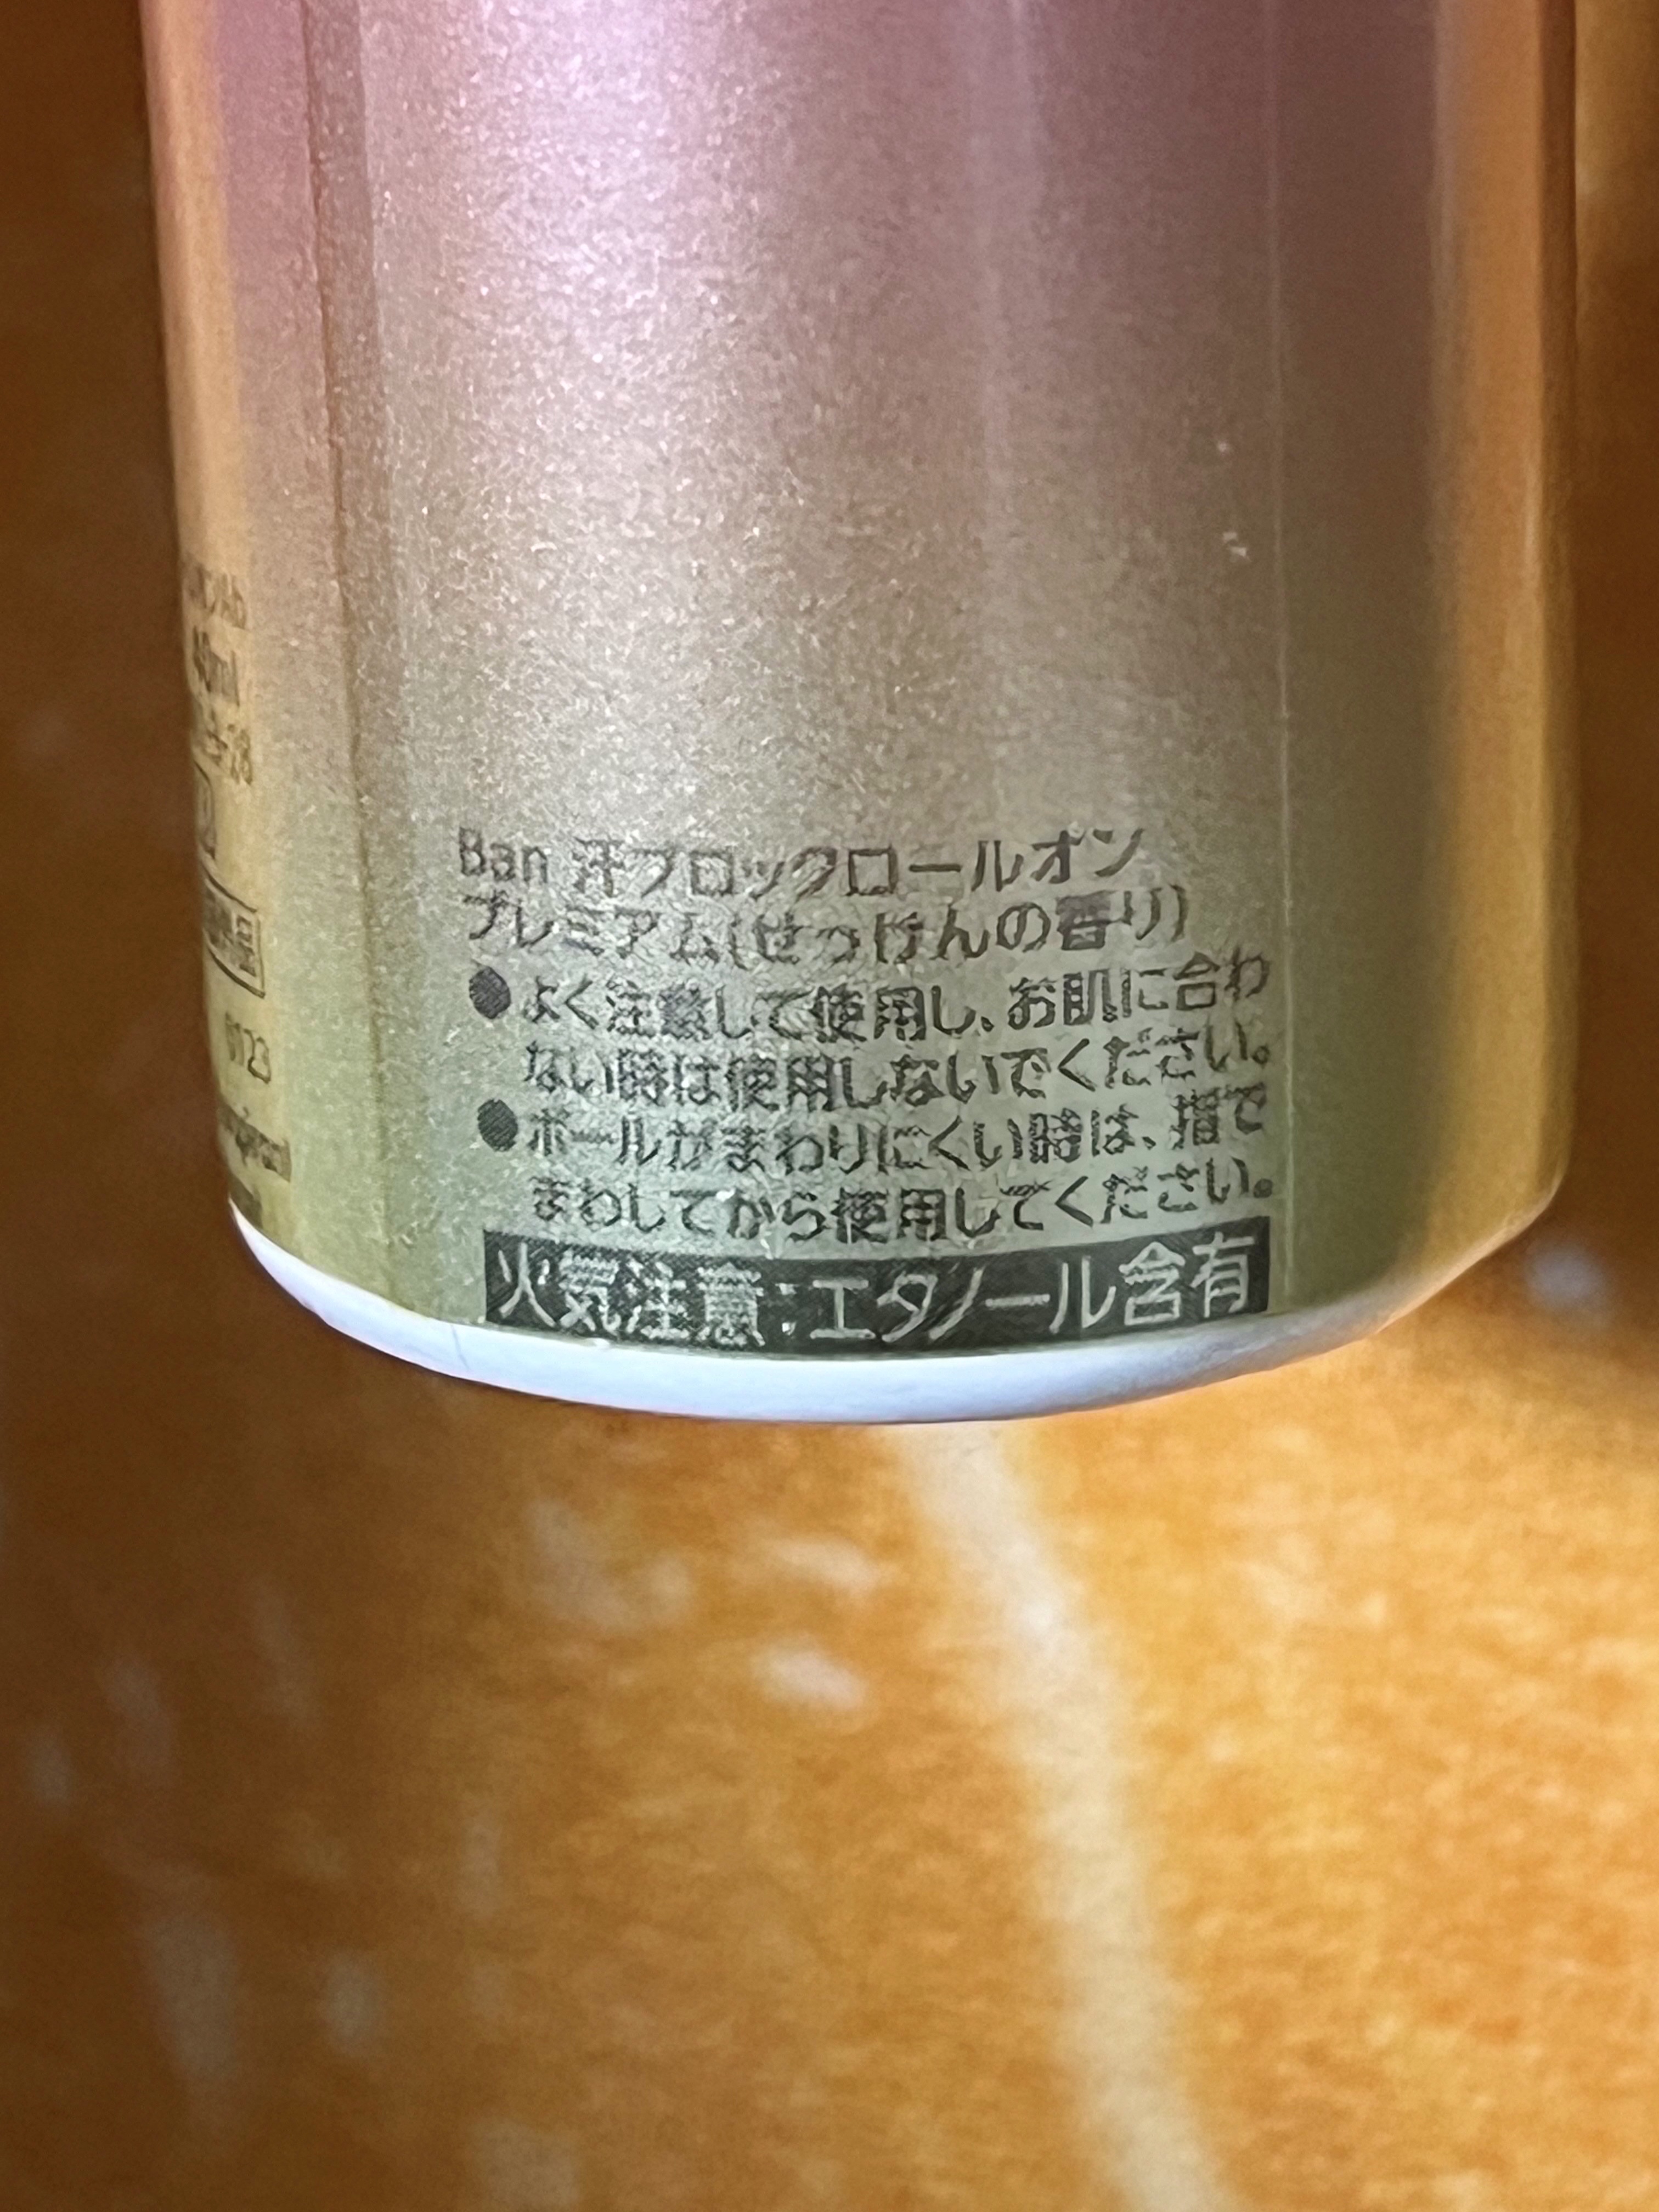 40ml
0123
Ban 汗ブロックロールオン
プレミアム(せっけんの香り)
●よく注意して使用し、お肌に合わ
ない時は使用しないでください。
●ボールがまわりにくい時は、指で
まわしてから使用してください。
火気注意:エタノール含有